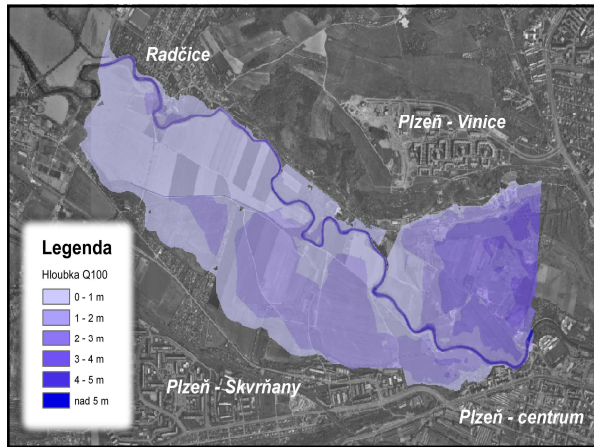 Radčice
Plzeň - Vinice
Legenda
Hloubka Q100
0 - 1 m
1 - 2 m
2 - 3 m
3 - 4 m
4 - 5 m
nad 5 m
Plzeň - Skvrňany
Plzeň - centrum